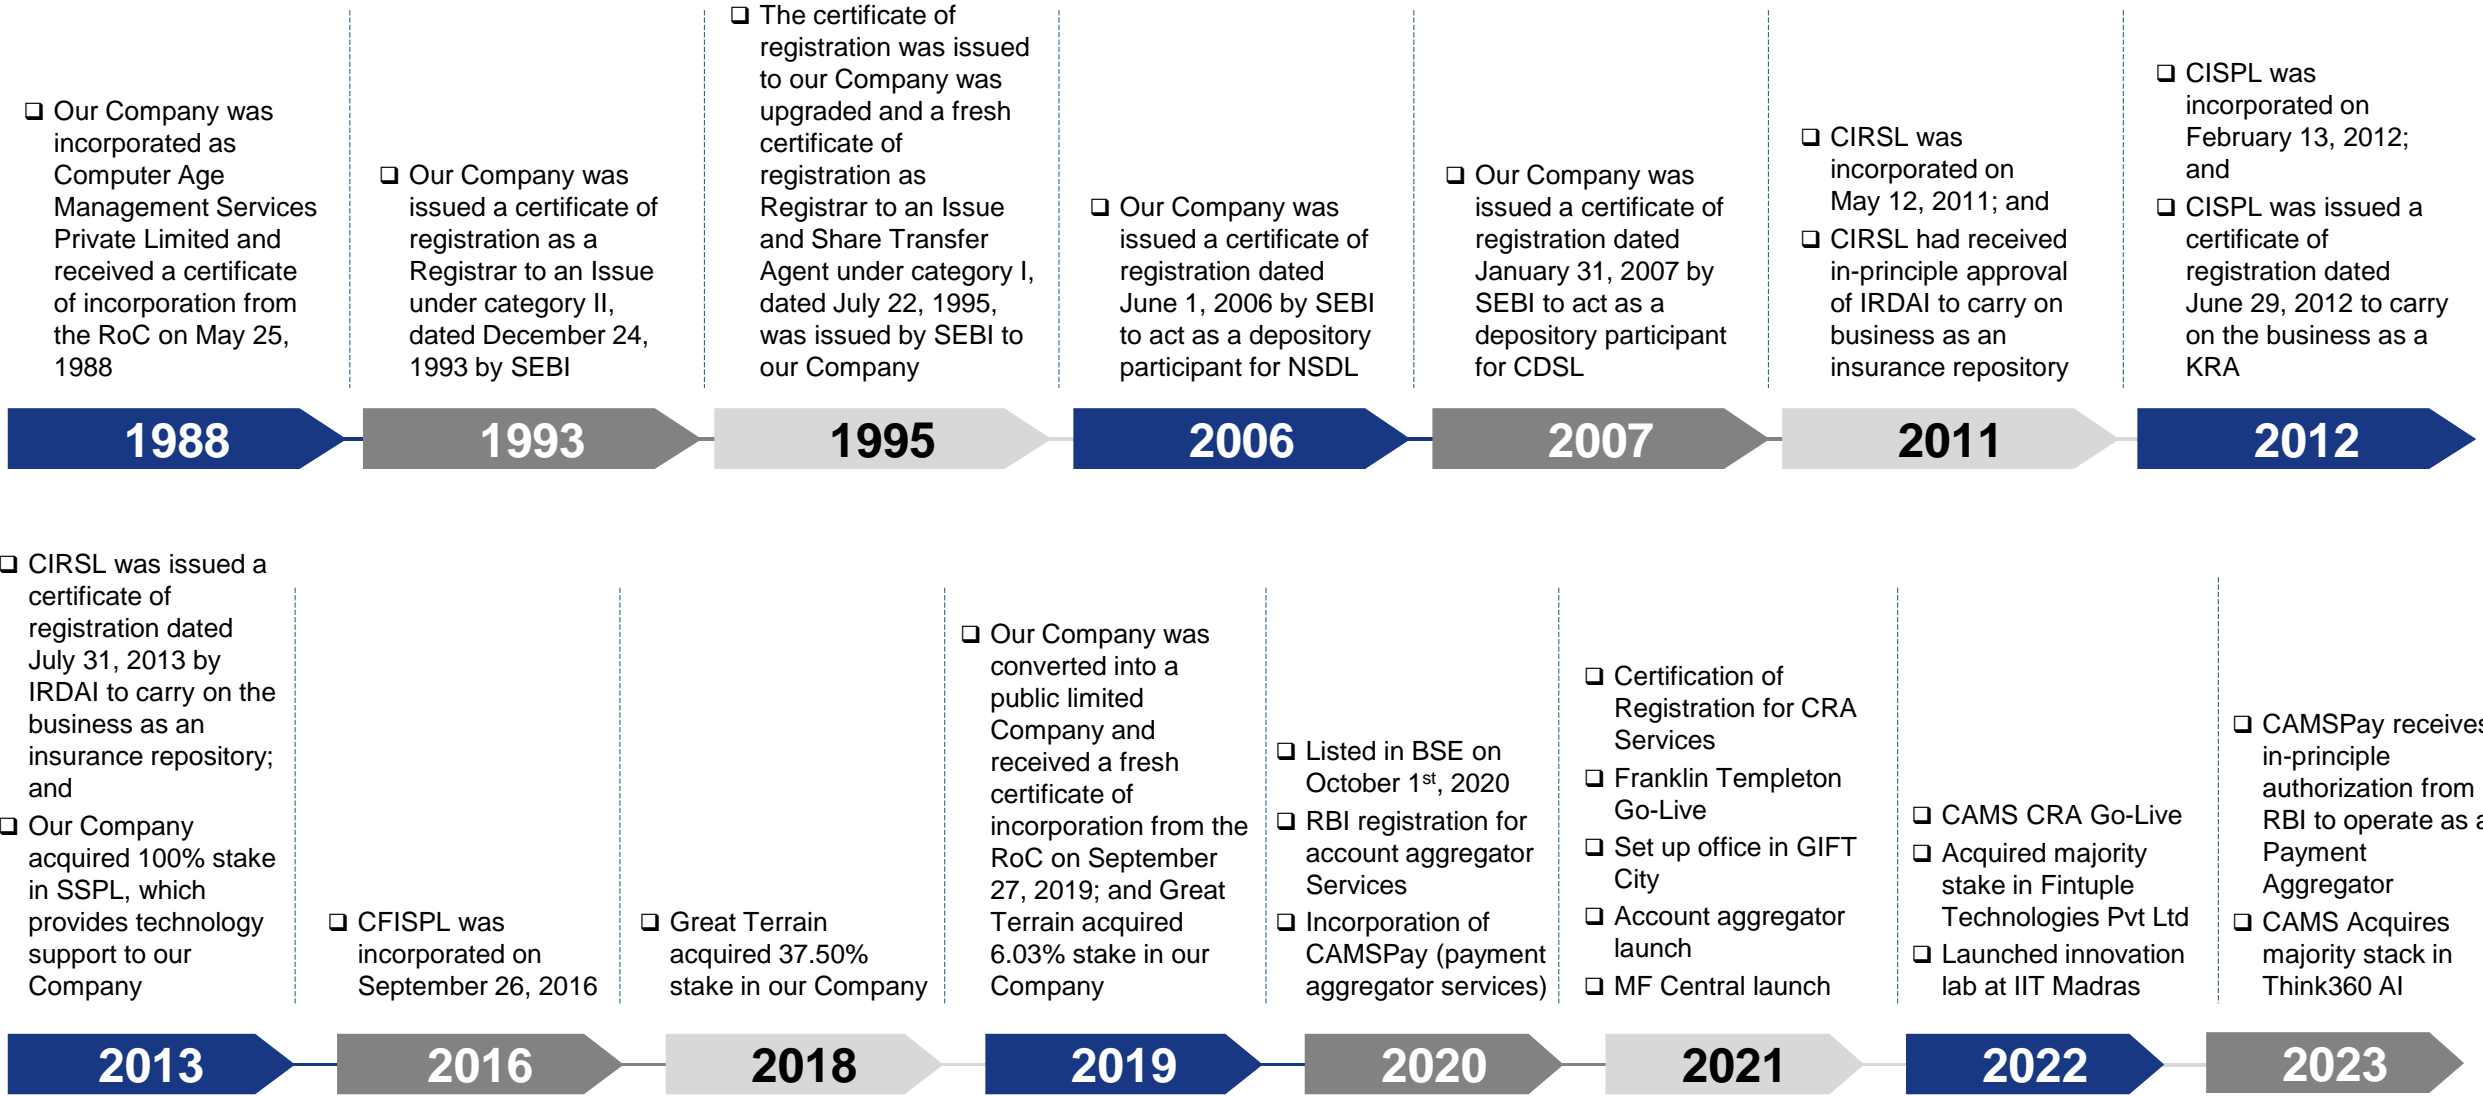 ❑ Our Company was
incorporated as
Computer Age
Management Services
Private Limited and
received a certificate
of incorporation from
the RoC on May 25,
1988
❑ Our Company was
issued a certificate of
registration as a
Registrar to an Issue
under category II,
dated December 24,
1993 by SEBI
❑ The certificate of
registration was issued
to our Company was
upgraded and a fresh
certificate of
registration as
Registrar to an Issue
and Share Transfer
Agent under category I,
dated July 22, 1995,
was issued by SEBI to
our Company
❑ Our Company was
issued a certificate of
registration dated
June 1, 2006 by SEBI
to act as a depository
participant for NSDL
❑ Our Company was
issued a certificate of
registration dated
January 31, 2007 by
SEBI to act as a
depository participant
for CDSL
❑ CIRSL was
incorporated on
May 12, 2011; and
❑ CIRSL had received
in-principle approval
of IRDAI to carry on
business as an
insurance repository
❑ CISPL was
incorporated on
February 13, 2012;
and
❑ CISPL was issued a
certificate of
registration dated
June 29, 2012 to carry
on the business as a
KRA
1988
1993
1995
2006
2007
2011
2012
❑ CIRSL was issued a
certificate of
registration dated
July 31, 2013 by
IRDAI to carry on the
business as an
insurance repository;
and
❑ Our Company
acquired 100% stake
in SSPL, which
provides technology
support to our
Company
❑ CFISPL was
incorporated on
September 26, 2016
❑ Great Terrain
acquired 37.50%
stake in our Company
❑ Our Company was
converted into a
public limited
Company and
received a fresh
certificate of
incorporation from the
RoC on September
27, 2019; and Great
Terrain acquired
6.03% stake in our
Company
❑ Listed in BSE on
October 1st, 2020
❑ RBI registration for
account aggregator
Services
❑ Incorporation of
CAMSPay (payment
aggregator services)
❑ Certification of
Registration for CRA
Services
❑ Franklin Templeton
Go-Live
❑ Set up office in GIFT
City
❑ Account aggregator
launch
❑ MF Central launch
❑ CAMS CRA Go-Live
❑ Acquired majority
stake in Fintuple
Technologies Pvt Ltd
❑ Launched innovation
lab at IIT Madras
❑ CAMSPay receives
in-principle
authorization from
RBI to operate as a
Payment
Aggregator
❑ CAMS Acquires
majority stack in
Think360 AI
2013
2016
2018
2019
2020
2021
2022
2023